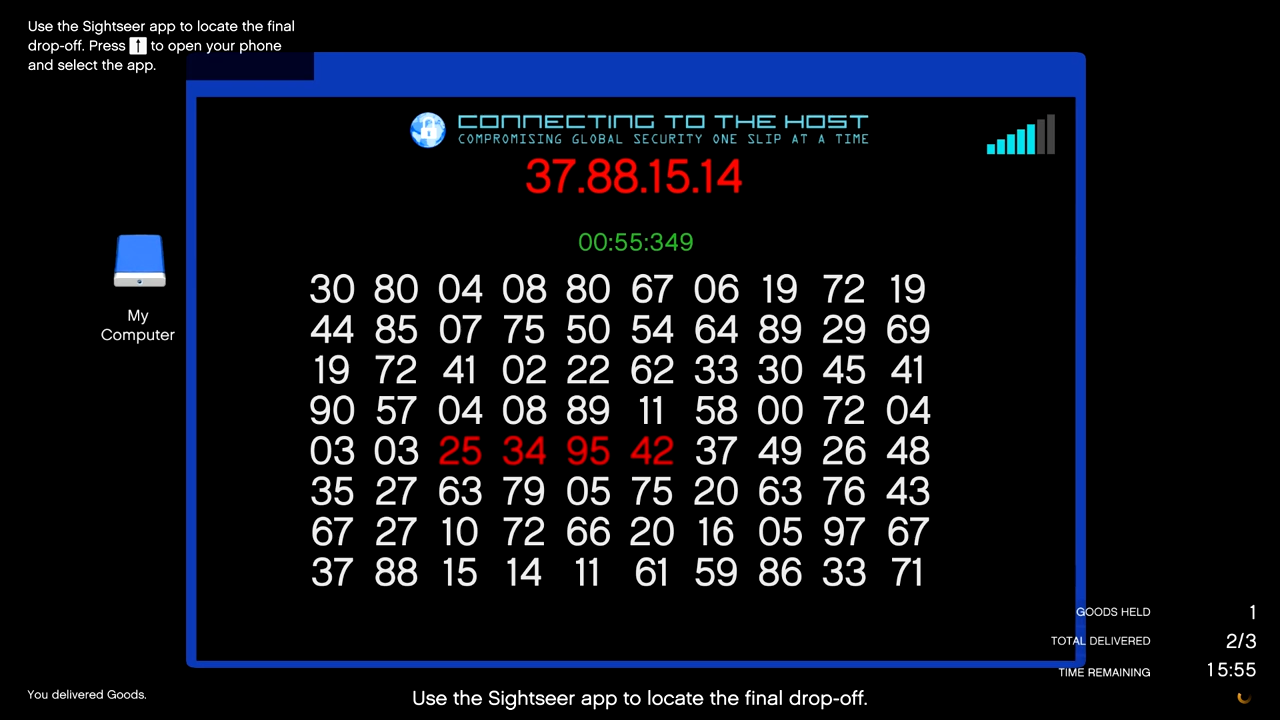 Use the Sightseer app to locate the final
drop-off. Press ↑ to open your phone
and select the app.
CONNECTING TO THE HOST
COMPROMISING GLOBAL SECURITY ONE SLIP AT A TIME
37.88.15.14
00:55:349
30 80 04 08 80 67 06 19 72 19
44 85 07 75 50 54 64 89 29 69
19 72 41 02 22 62 33 30 45 41
90 57 04 08 89 11 58 00 72 04
03 03 25 34 95 42 37 49 26 48
35 27 63 79 05 75 20 63 76 43
67 27 10 72 66 20 16 05 97 67
37 88 15 14 11 61 59 86 33 71
My
Computer
GOODS HELD 1
TOTAL DELIVERED 2/3
TIME REMAINING 15:55
You delivered Goods.
Use the Sightseer app to locate the final drop-off.